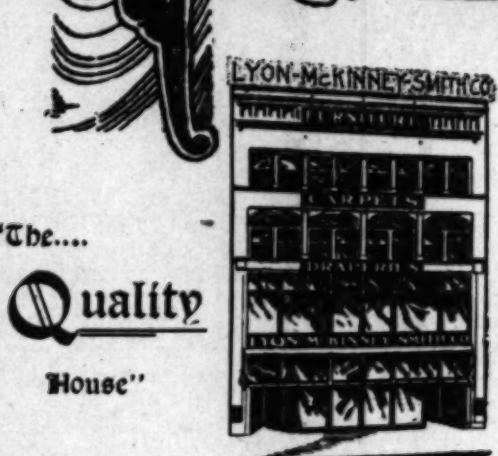 LYON-McKINNEY-SMITH CO.
FURNITURE
CARPETS
DRAPERIES
LYON-McKINNEY-SMITH CO.
"The....
Quality
House"